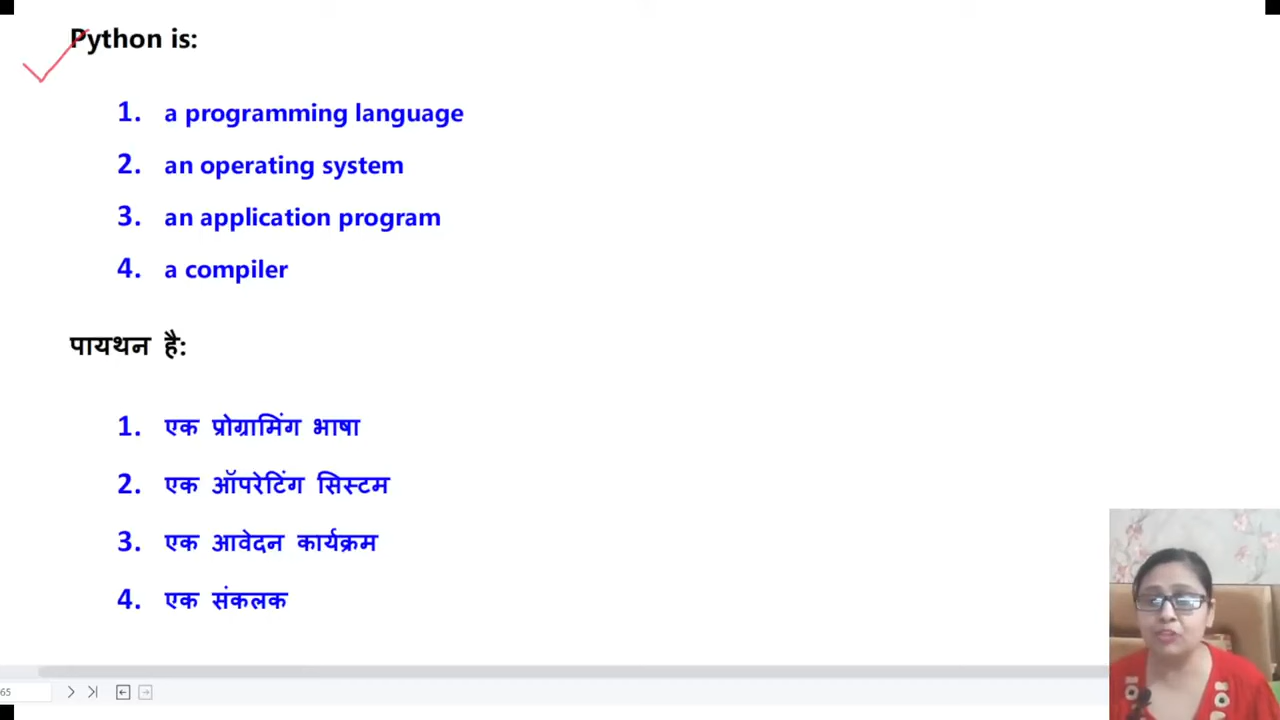 Python is:
1. a programming language
2. an operating system
3. an application program
4. a compiler
पायथन है:
1. एक प्रोग्रामिंग भाषा
2. एक ऑपरेटिंग सिस्टम
3. एक आवेदन कार्यक्रम
4. एक संकलक
65